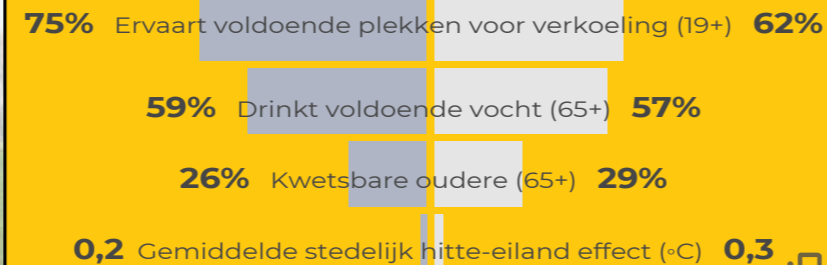 75% Ervaart voldoende plekken voor verkoeling (19+) 62%
59% Drinkt voldoende vocht (65+) 57%
26% Kwetsbare oudere (65+) 29%
0,2 Gemiddelde stedelijk hitte-eiland effect (◦C) 0,3